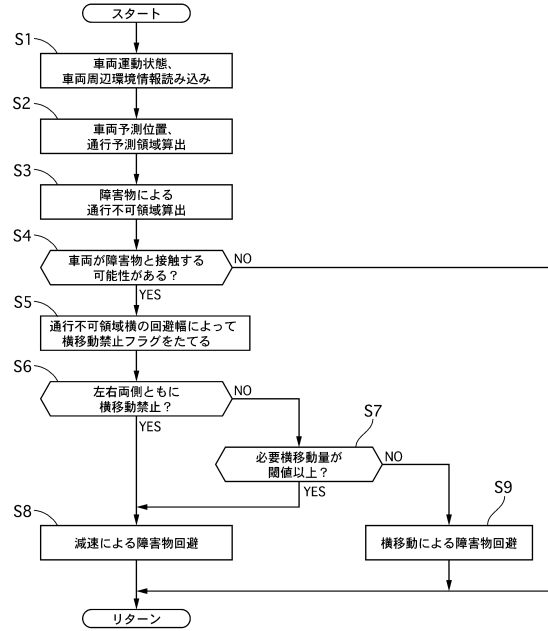 スタート
S1
車両運動状態、
車両周辺環境情報読み込み
S2
車両予測位置、
通行予測領域算出
S3
障害物による
通行不可領域算出
S4
車両が障害物と接触する
可能性がある？
NO
YES
S5
通行不可領域横の回避幅によって
横移動禁止フラグをたてる
S6
左右両側ともに
横移動禁止？
NO
YES
S7
必要横移動量が
閾値以上？
NO
YES
S8
減速による障害物回避
S9
横移動による障害物回避
リターン